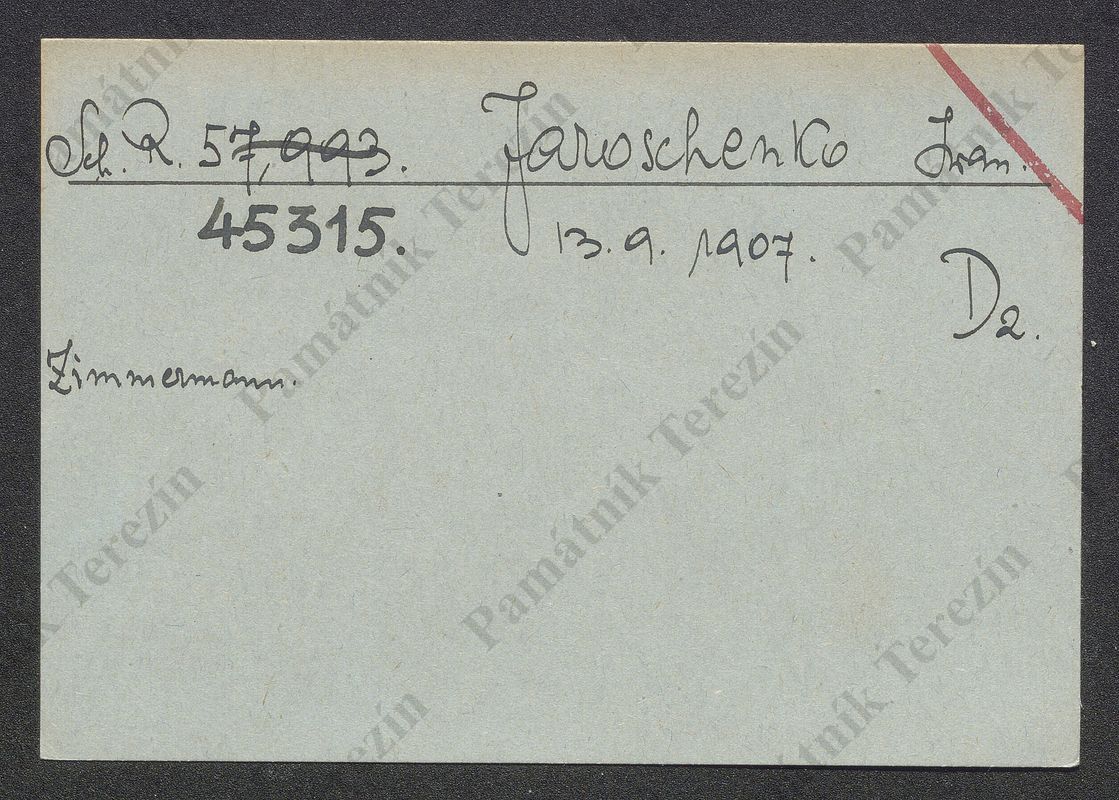 Sch. R. 57,993. Jaroschenko Iwan.
45315. 13. 9. 1907.
D2.
Zimmermann.
Památník Terezín